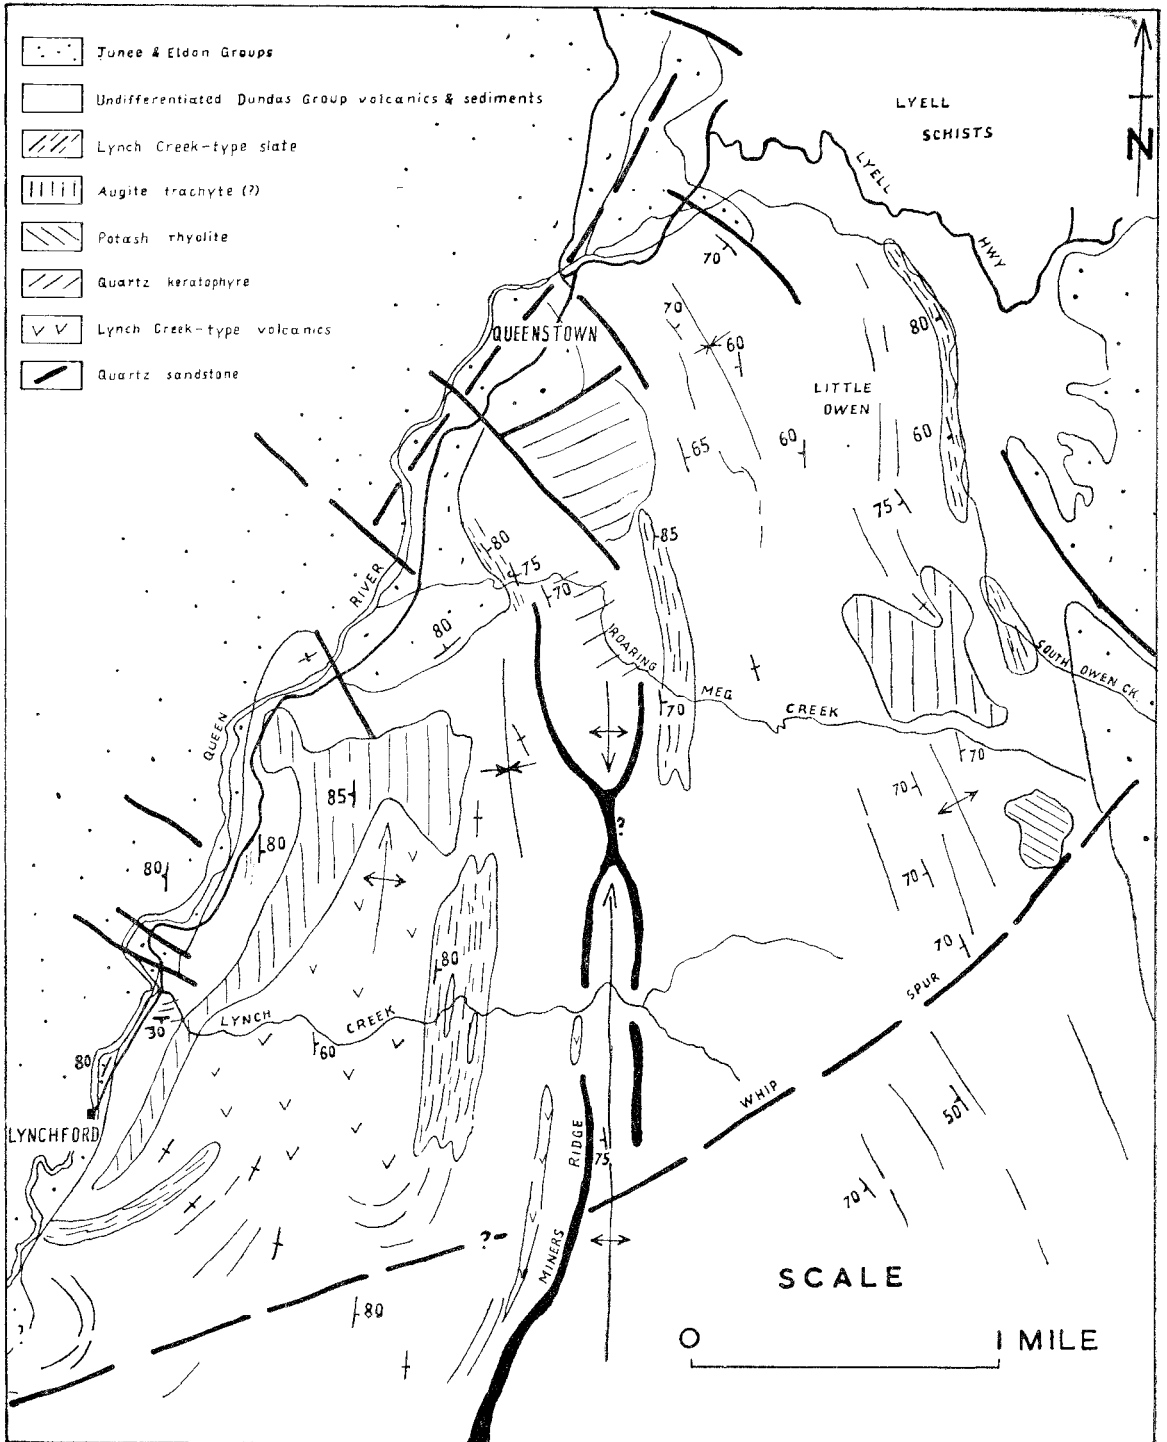 Junee & Eldon Groups
Undifferentiated Dundas Group volcanics & sediments
Lynch Creek-type slate
Augite trachyte (?)
Potash rhyolite
Quartz keratophyre
v v
Lynch Creek-type volcanics
Quartz sandstone
LYELL
SCHISTS
N
LYELL
HWY
70
QUEENSTOWN
70
60
80
LITTLE
OWEN
65
60
60
75
80
85
75
70
RIVER
80
ROARING
MEG
CREEK
SOUTH OWEN CK.
70
QUEEN
70
70
85
80
?
80
70
70
80
SPUR
LYNCH
CREEK
30
60
80
WHIP
LYNCHFORD
50
RIDGE
75
70
?
MINERS
SCALE
80
?
O
1 MILE